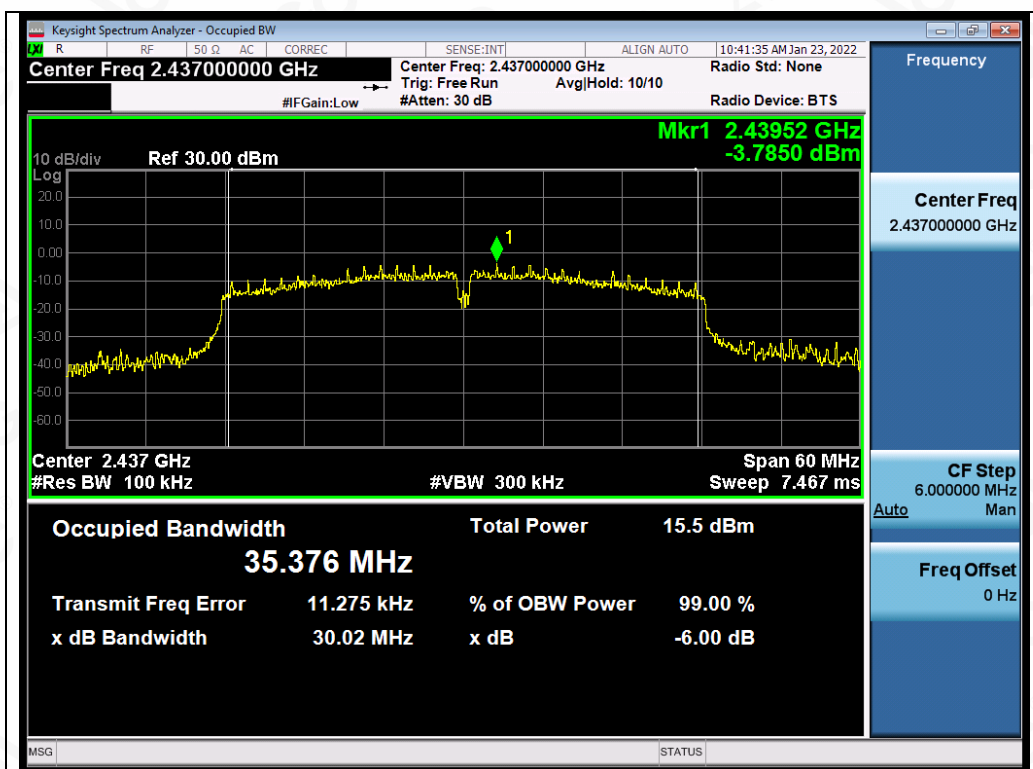 Keysight Spectrum Analyzer - Occupied BW
LXI R RF 50 Ω AC CORREC SENSE:INT ALIGN AUTO 10:41:35 AM Jan 23, 2022
Center Freq 2.437000000 GHz
Center Freq: 2.437000000 GHz
Radio Std: None
Trig: Free Run Avg|Hold: 10/10
#IFGain:Low #Atten: 30 dB Radio Device: BTS
Mkr1 2.43952 GHz
-3.7850 dBm
10 dB/div Ref 30.00 dBm
Log
20.0
10.0
0.00
-10.0
-20.0
-30.0
-40.0
-50.0
-60.0
1
Center 2.437 GHz Span 60 MHz
#Res BW 100 kHz #VBW 300 kHz Sweep 7.467 ms
Occupied Bandwidth Total Power 15.5 dBm
35.376 MHz
Transmit Freq Error 11.275 kHz % of OBW Power 99.00 %
x dB Bandwidth 30.02 MHz x dB -6.00 dB
MSG STATUS
Frequency
Center Freq
2.437000000 GHz
CF Step
6.000000 MHz
Auto Man
Freq Offset
0 Hz